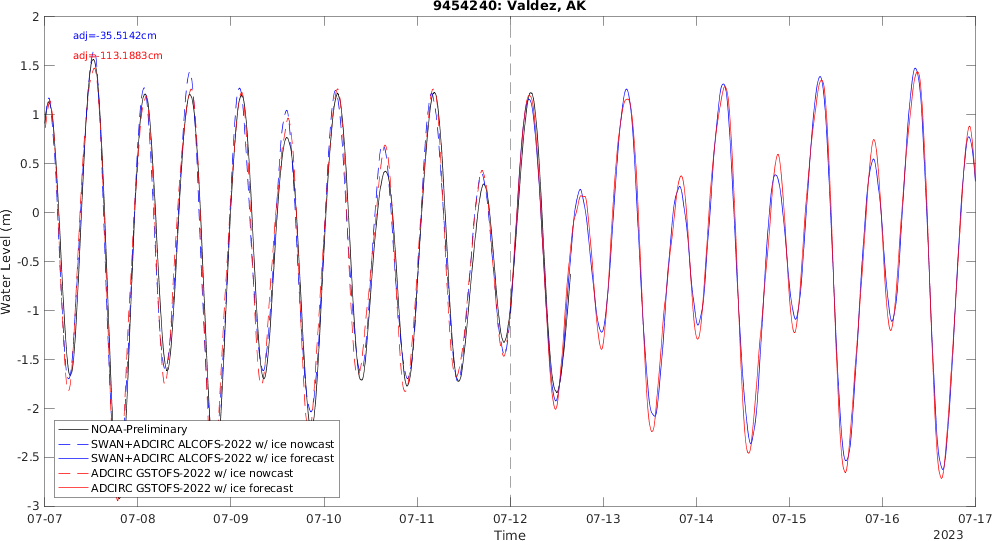 9454240: Valdez, AK
adj=-35.5142cm
adj=-113.1883cm
2
1.5
1
0.5
0
-0.5
-1
-1.5
-2
-2.5
-3
Water Level (m)
NOAA-Preliminary
SWAN+ADCIRC ALCOFS-2022 w/ ice nowcast
SWAN+ADCIRC ALCOFS-2022 w/ ice forecast
ADCIRC GSTOFS-2022 w/ ice nowcast
ADCIRC GSTOFS-2022 w/ ice forecast
07-07 07-08 07-09 07-10 07-11 07-12 07-13 07-14 07-15 07-16 07-17
Time
2023